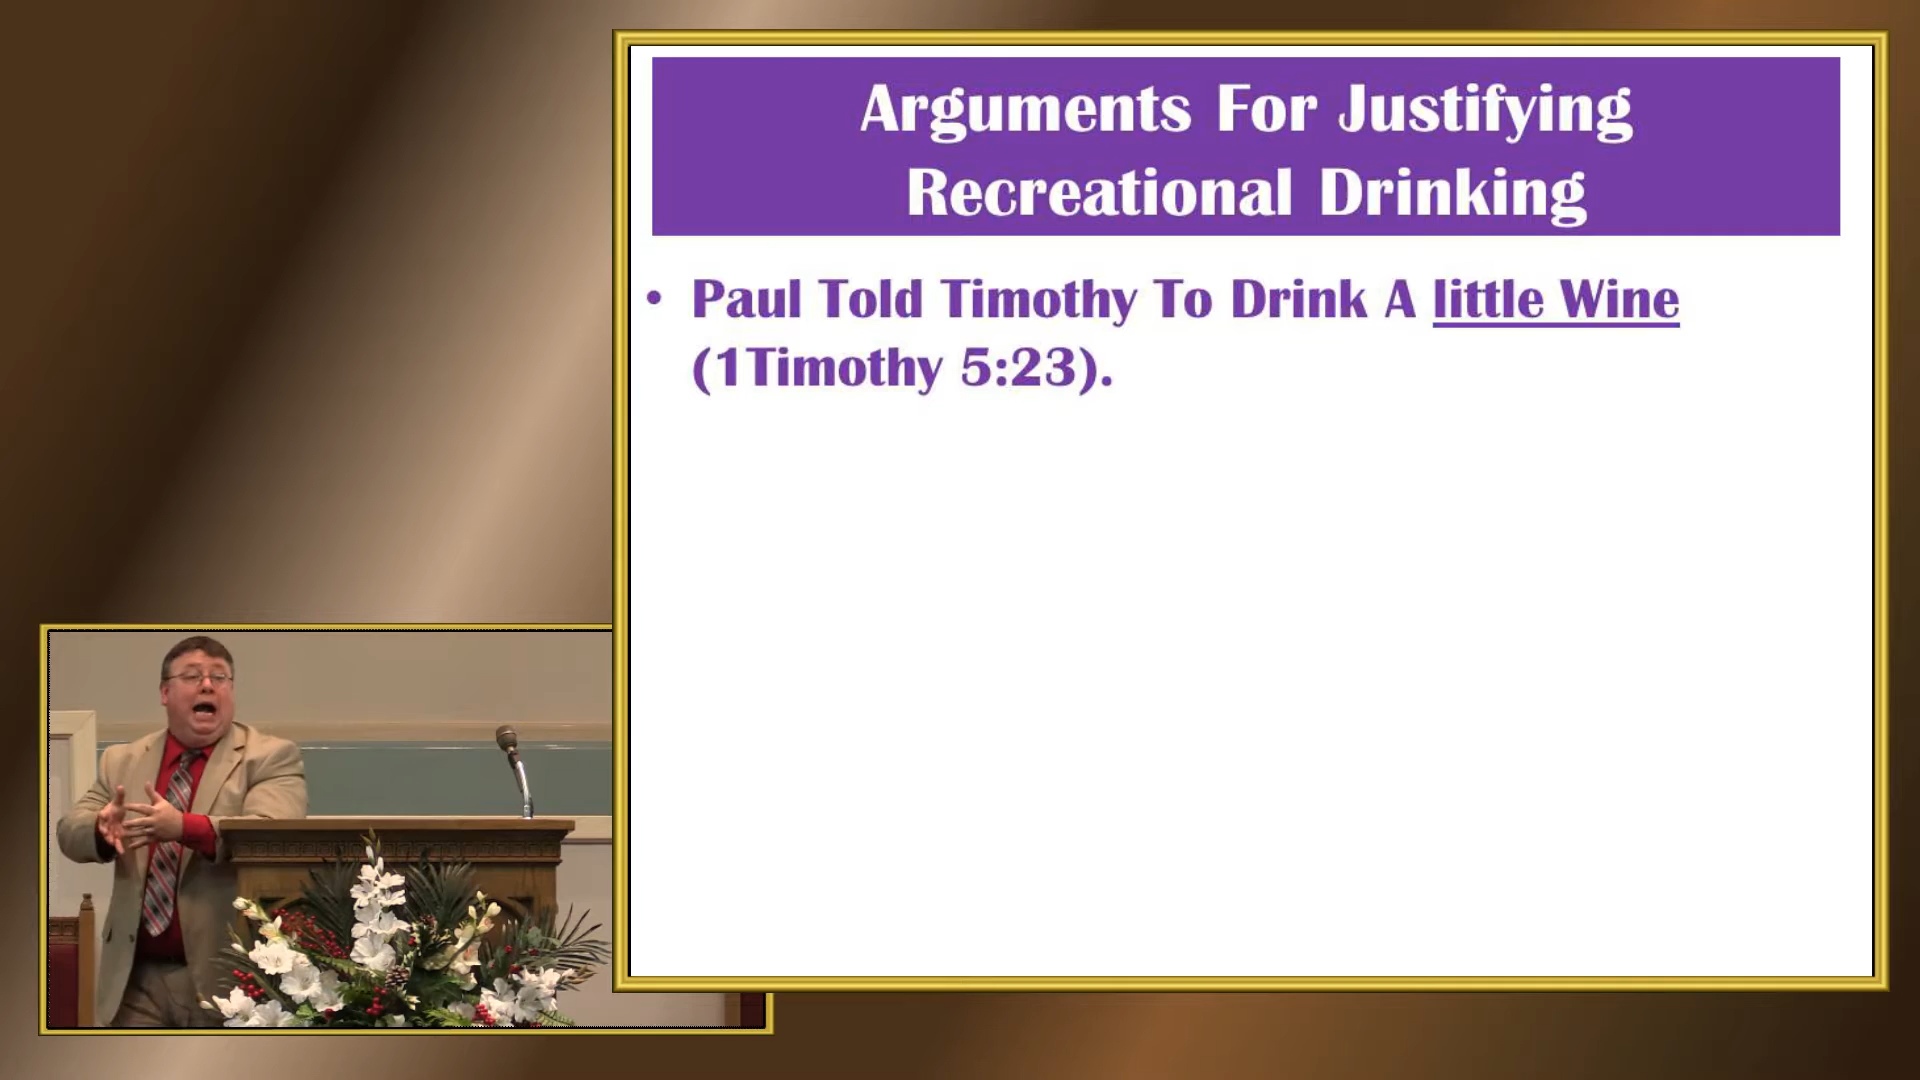 Arguments For Justifying
Recreational Drinking
• Paul Told Timothy To Drink A little Wine
(1Timothy 5:23).